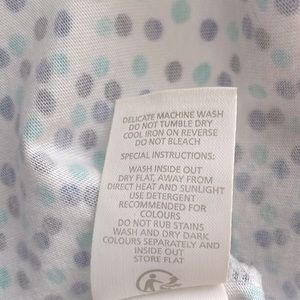 DELICATE MACHINE WASH
DO NOT TUMBLE DRY
COOL IRON ON REVERSE
DO NOT BLEACH
SPECIAL INSTRUCTIONS:
WASH INSIDE OUT
DRY FLAT, AWAY FROM
DIRECT HEAT AND SUNLIGHT
USE DETERGENT
RECOMMENDED FOR
COLOURS
DO NOT RUB STAINS
WASH AND DRY DARK
COLOURS SEPARATELY AND
INSIDE OUT
STORE FLAT